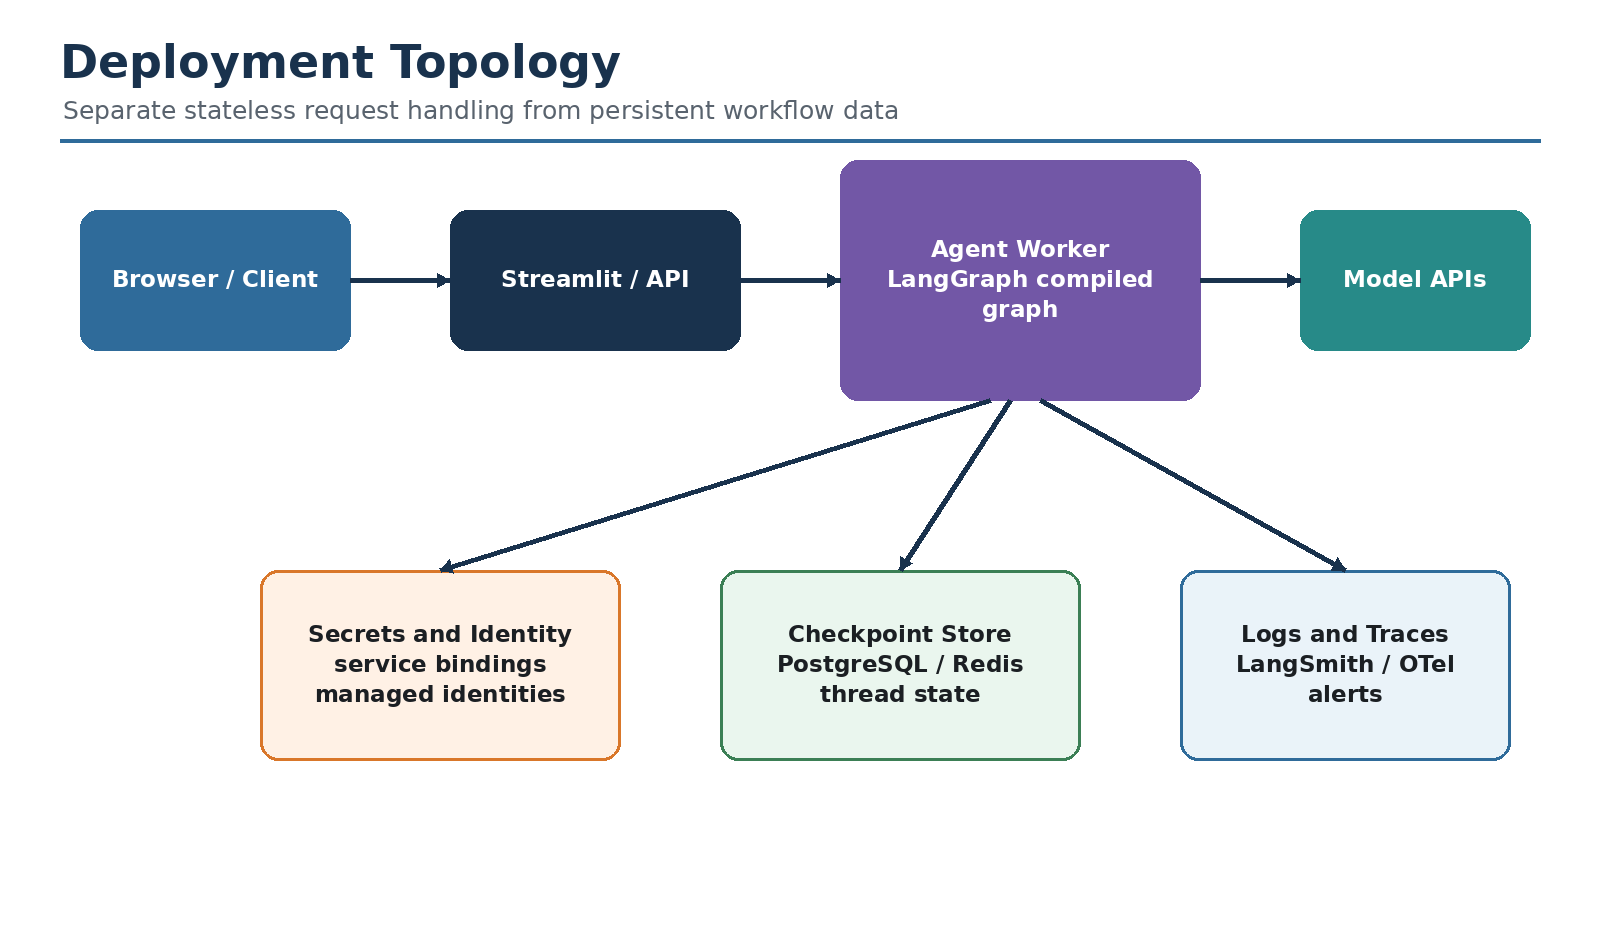 Deployment Topology
Separate stateless request handling from persistent workflow data
Browser / Client
Streamlit / API
Agent Worker
LangGraph compiled
graph
Model APIs
Secrets and Identity
service bindings
managed identities
Checkpoint Store
PostgreSQL / Redis
thread state
Logs and Traces
LangSmith / OTel
alerts